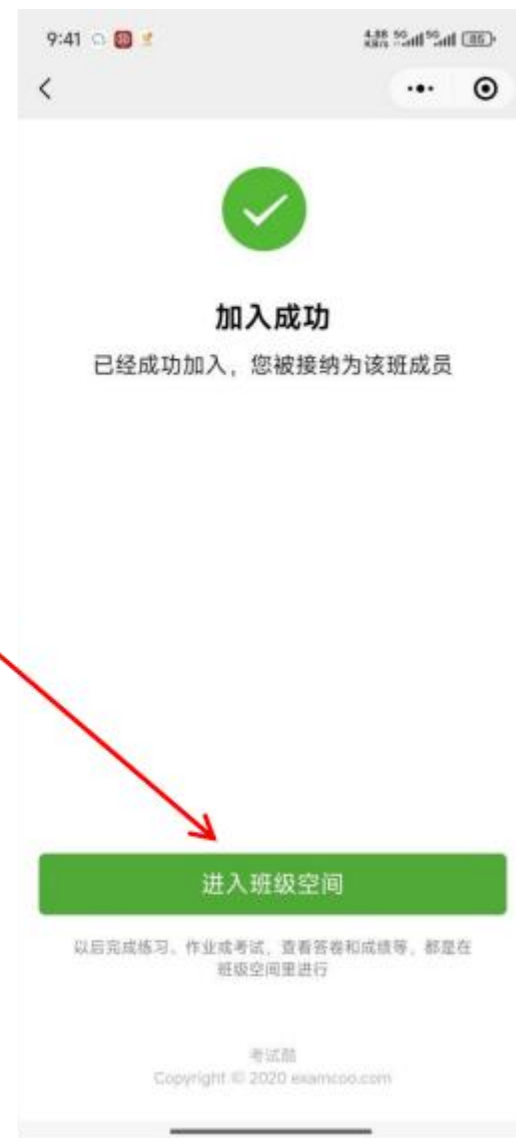 9:41
加入成功
已经成功加入，您被接纳为该班成员
进入班级空间
以后完成练习、作业或考试，查看答卷和成绩等，都是在
班级空间里进行
考试酷
Copyright © 2020 examcoo.com